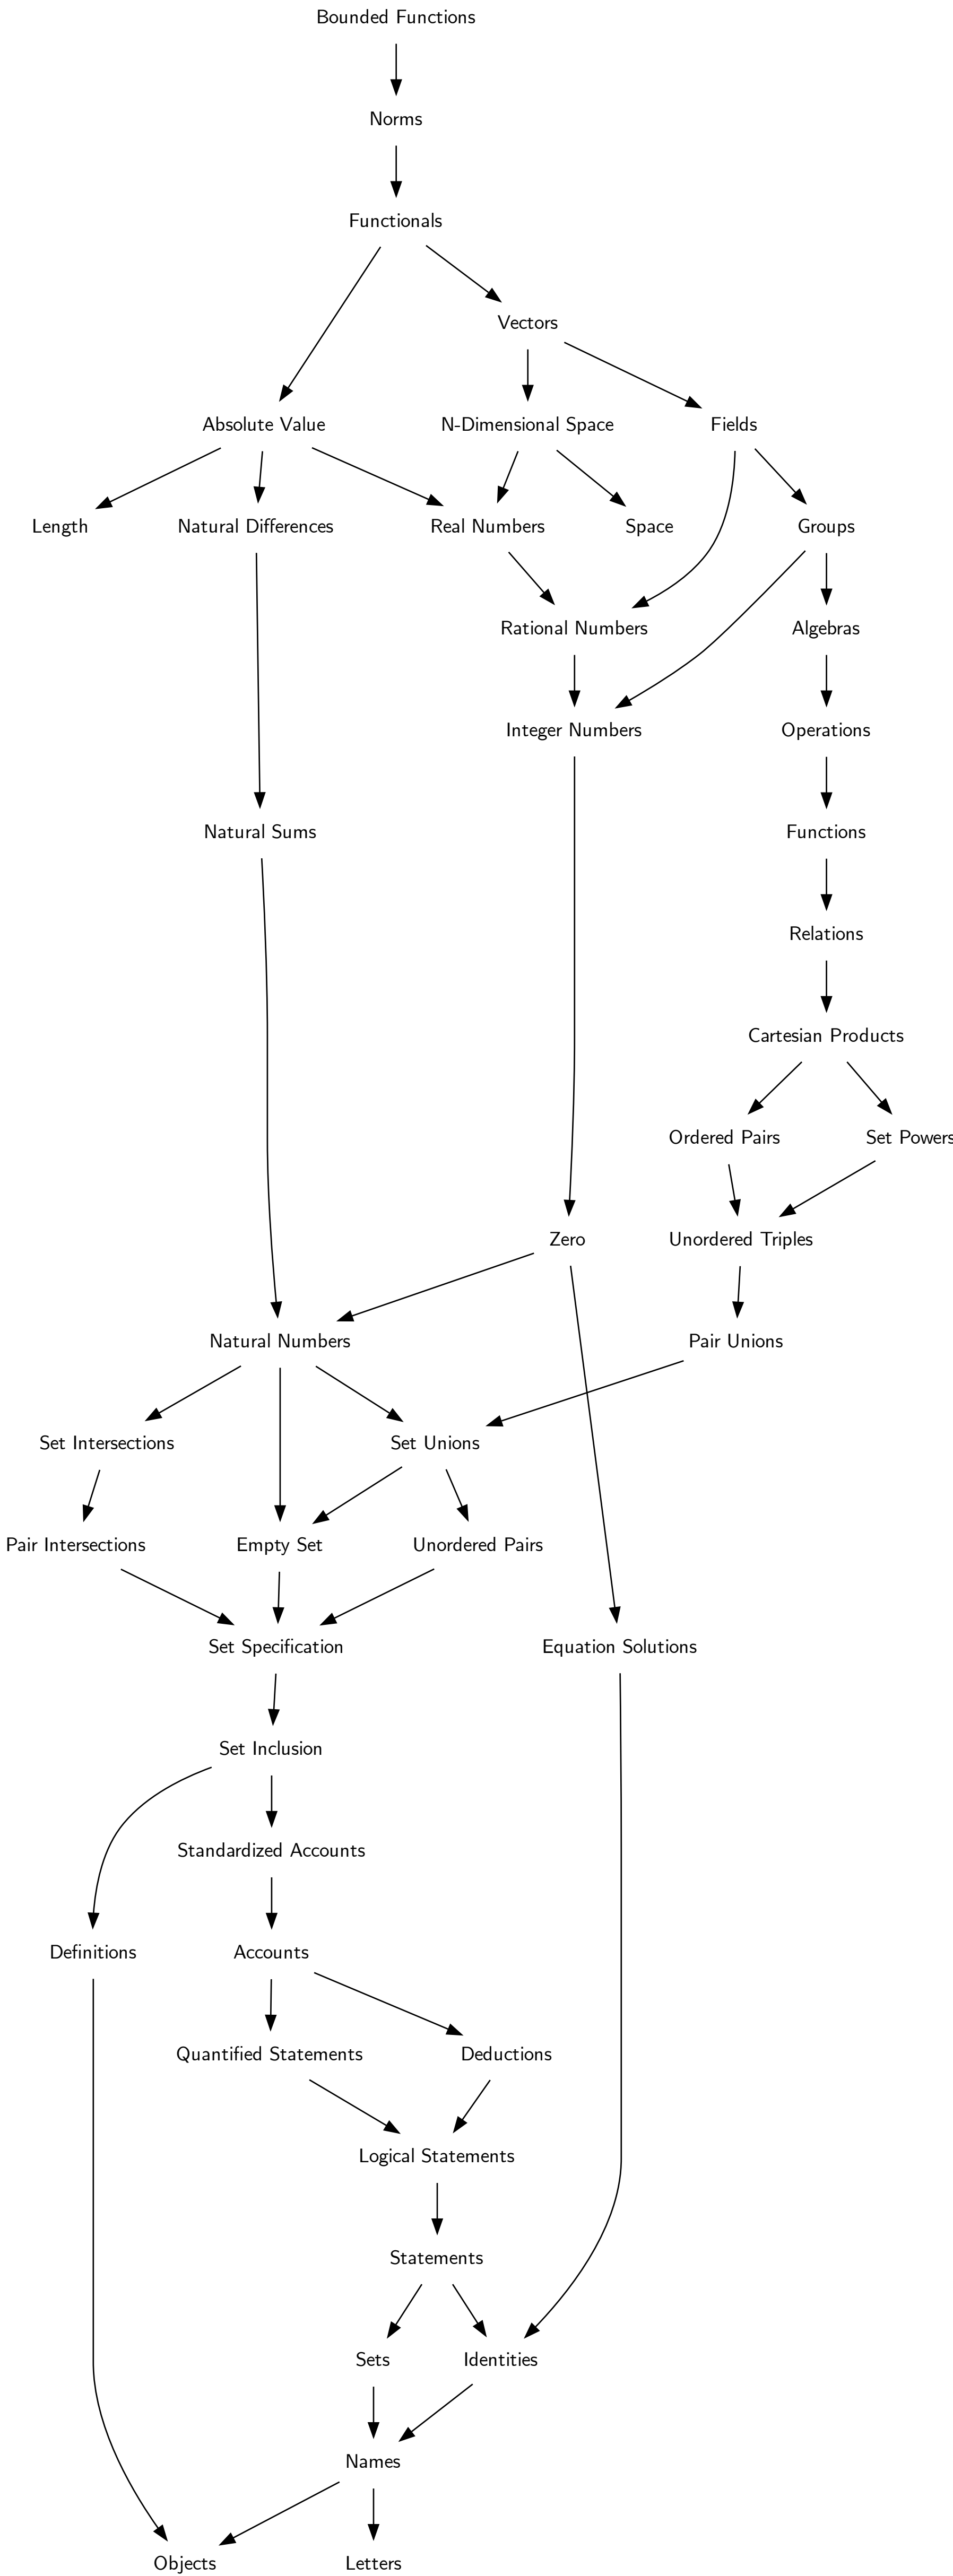 Bounded Functions
Norms
Functionals
Vectors
Absolute Value
N-Dimensional Space
Fields
Length
Natural Differences
Real Numbers
Space
Groups
Rational Numbers
Algebras
Integer Numbers
Operations
Natural Sums
Functions
Relations
Cartesian Products
Ordered Pairs
Set Powers
Zero
Unordered Triples
Natural Numbers
Pair Unions
Set Intersections
Set Unions
Pair Intersections
Empty Set
Unordered Pairs
Set Specification
Equation Solutions
Set Inclusion
Standardized Accounts
Definitions
Accounts
Quantified Statements
Deductions
Logical Statements
Statements
Sets
Identities
Names
Objects
Letters